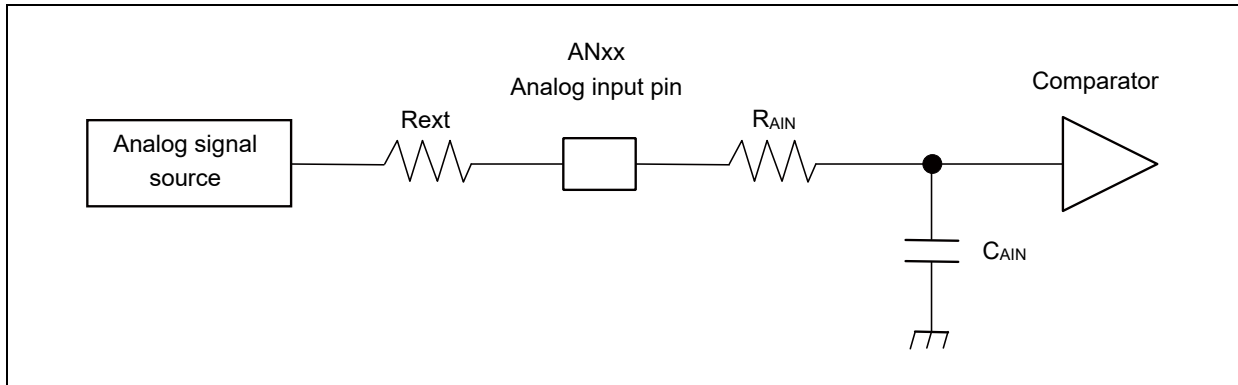 ANxx
Analog input pin
Comparator
Rext
RAIN
Analog signal
source
CAIN